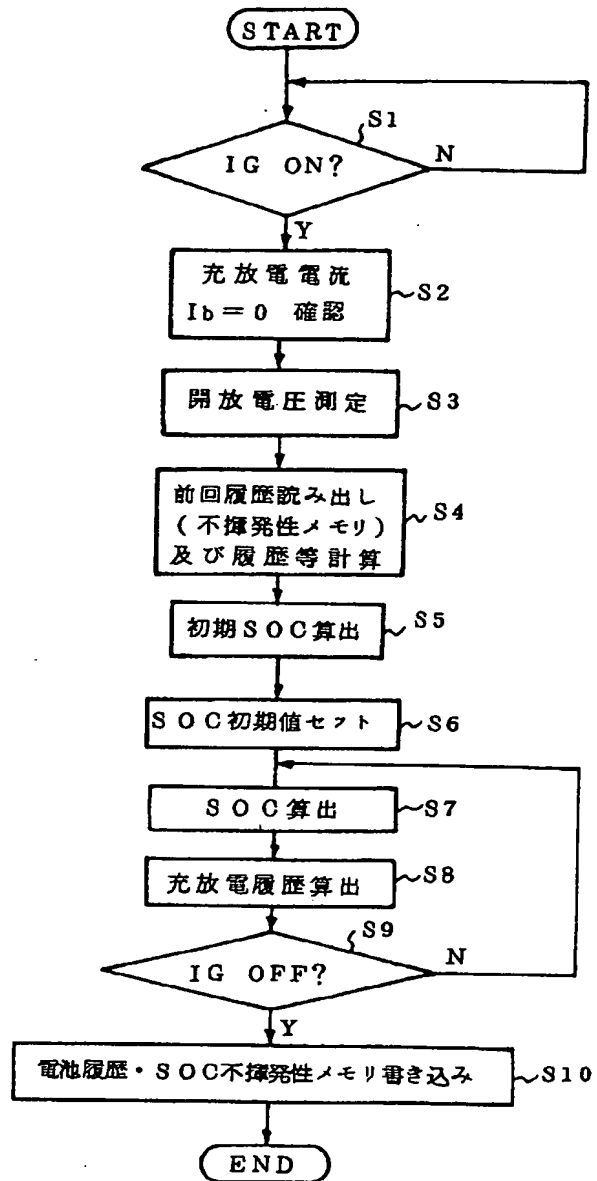 START
S1
IG ON?
N
Y
充放電電流
Ib=0 確認
S2
開放電圧測定
S3
前回履歴読み出し
(不揮発性メモリ)
及び履歴等計算
S4
初期SOC算出
S5
SOC初期値セット
S6
SOC算出
S7
充放電履歴算出
S8
S9
IG OFF?
N
Y
電池履歴・SOC不揮発性メモリ書き込み
S10
END